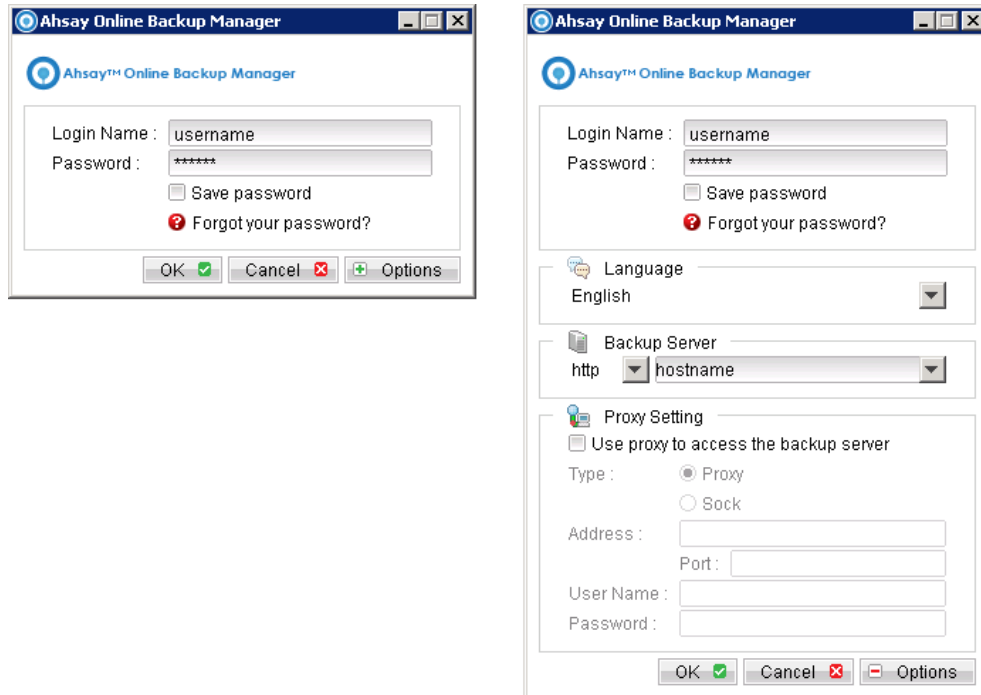 Ahsay Online Backup Manager
Ahsay™ Online Backup Manager
Login Name : username
Password : ******
Save password
Forgot your password?
OK Cancel Options
Ahsay Online Backup Manager
Ahsay™ Online Backup Manager
Login Name : username
Password : ******
Save password
Forgot your password?
Language
English
Backup Server
http hostname
Proxy Setting
Use proxy to access the backup server
Type : Proxy
Sock
Address :
Port :
User Name :
Password :
OK Cancel Options